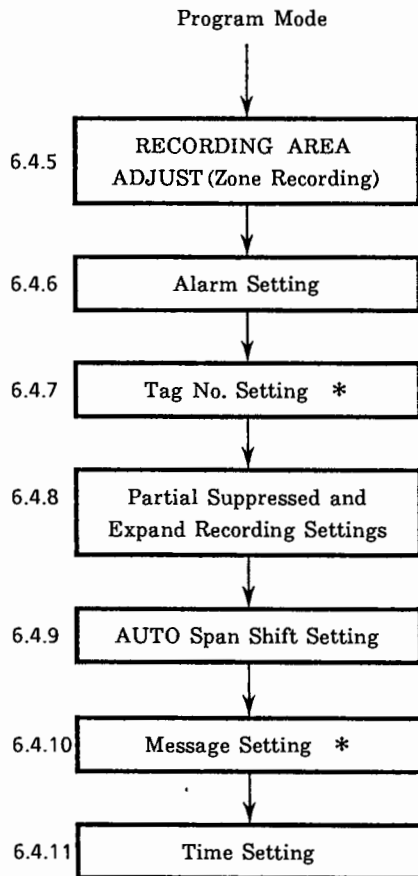 Program Mode
6.4.5
RECORDING AREA
ADJUST (Zone Recording)
6.4.6
Alarm Setting
6.4.7
Tag No. Setting *
6.4.8
Partial Suppressed and
Expand Recording Settings
6.4.9
AUTO Span Shift Setting
6.4.10
Message Setting *
6.4.11
Time Setting